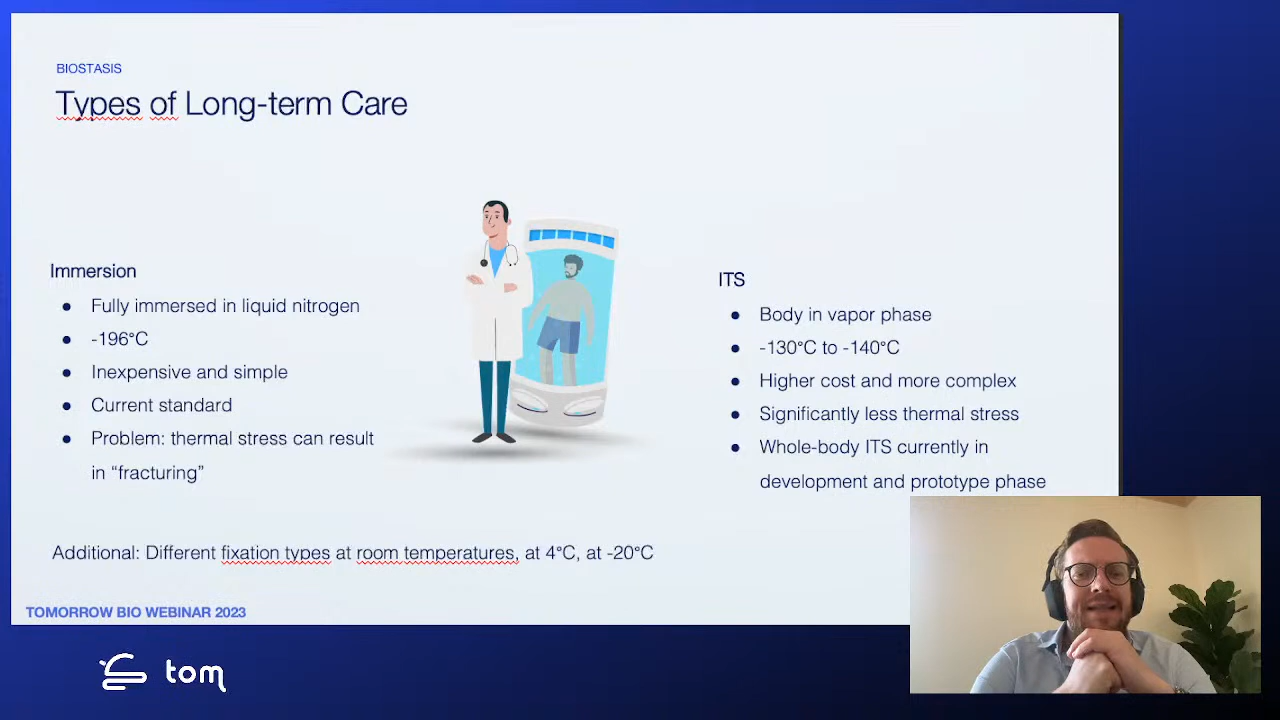 BIOSTASIS
Types of Long-term Care
Immersion
● Fully immersed in liquid nitrogen
● -196°C
● Inexpensive and simple
● Current standard
● Problem: thermal stress can result
in “fracturing”
ITS
● Body in vapor phase
● -130°C to -140°C
● Higher cost and more complex
● Significantly less thermal stress
● Whole-body ITS currently in
development and prototype phase
Additional: Different fixation types at room temperatures, at 4°C, at -20°C
TOMORROW BIO WEBINAR 2023
tom